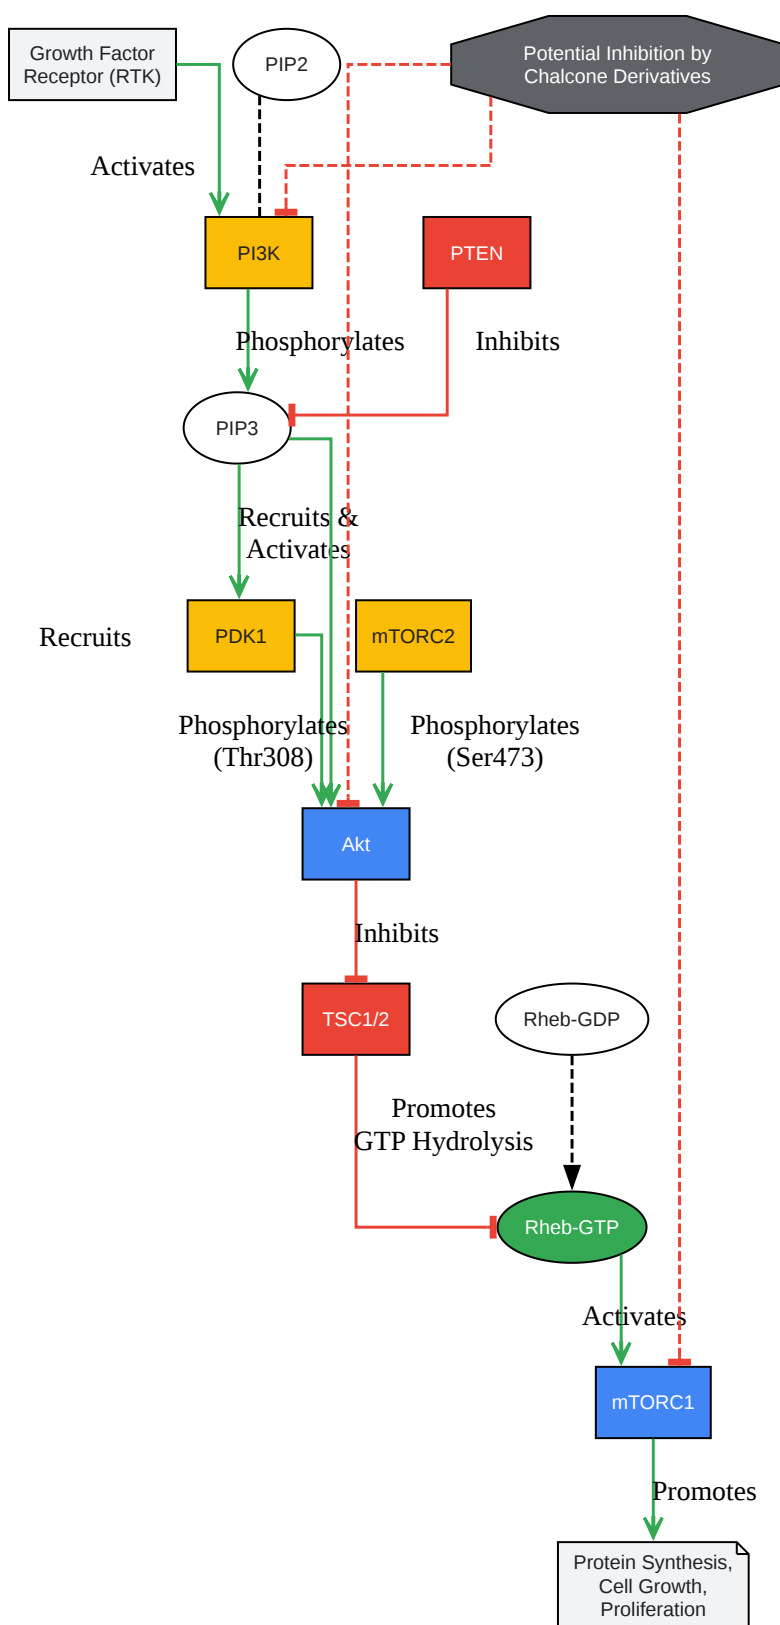 Growth Factor
Receptor (RTK)
PIP2
Potential Inhibition by
Chalcone Derivatives
Activates
PI3K
PTEN
Phosphorylates
Inhibits
PIP3
Recruits &
Activates
Recruits
PDK1
mTORC2
Phosphorylates
(Thr308)
Phosphorylates
(Ser473)
Akt
Inhibits
TSC1/2
Rheb-GDP
Promotes
GTP Hydrolysis
Rheb-GTP
Activates
mTORC1
Promotes
Protein Synthesis,
Cell Growth,
Proliferation